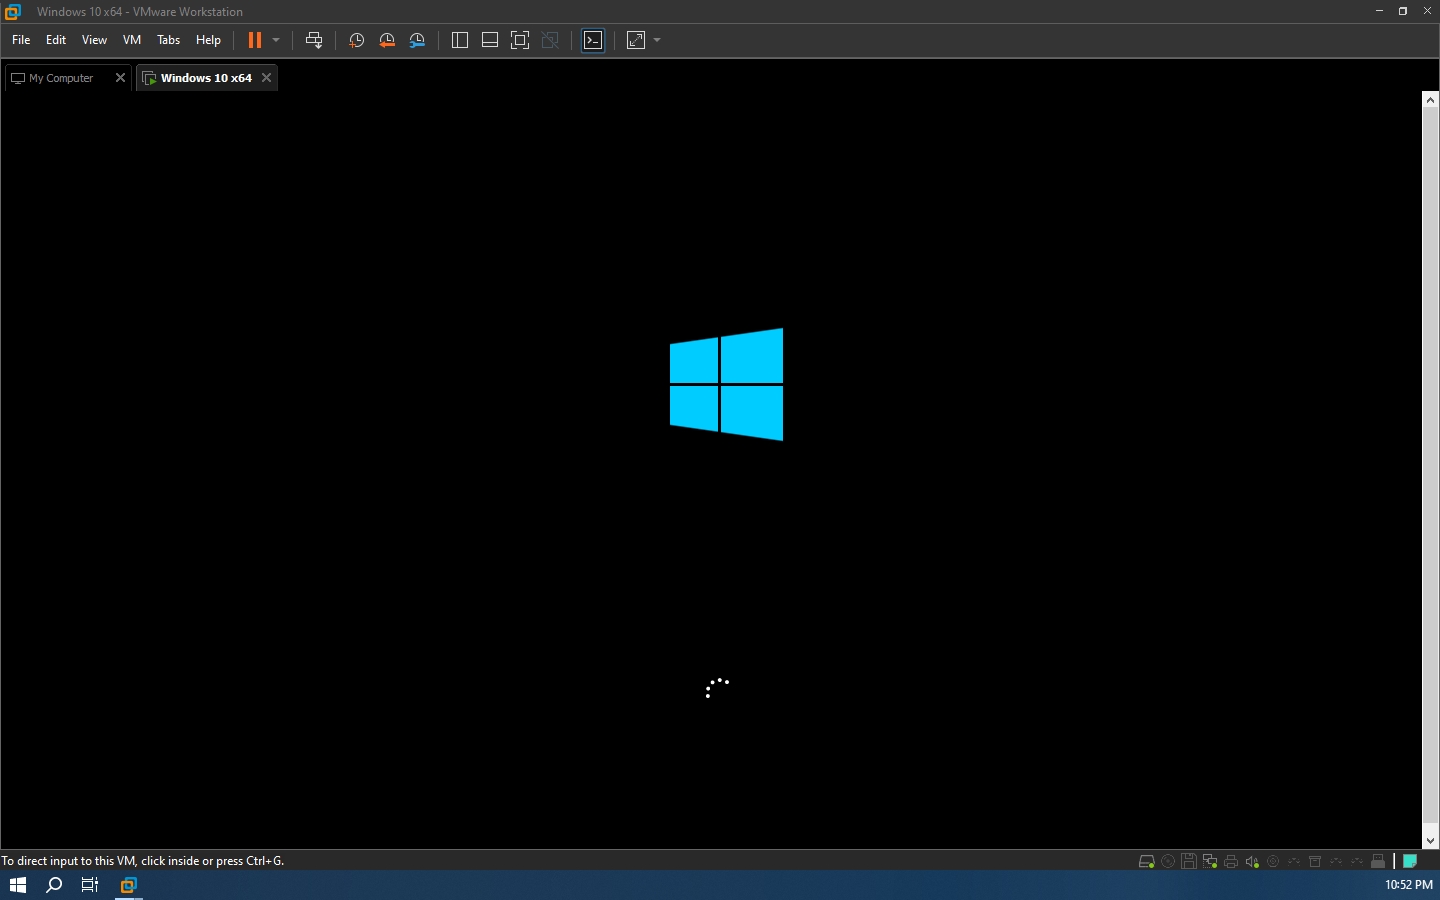 Windows 10 x64 - VMware Workstation
File Edit View VM Tabs Help
My Computer Windows 10 x64
To direct input to this VM, click inside or press Ctrl+G.
10:52 PM